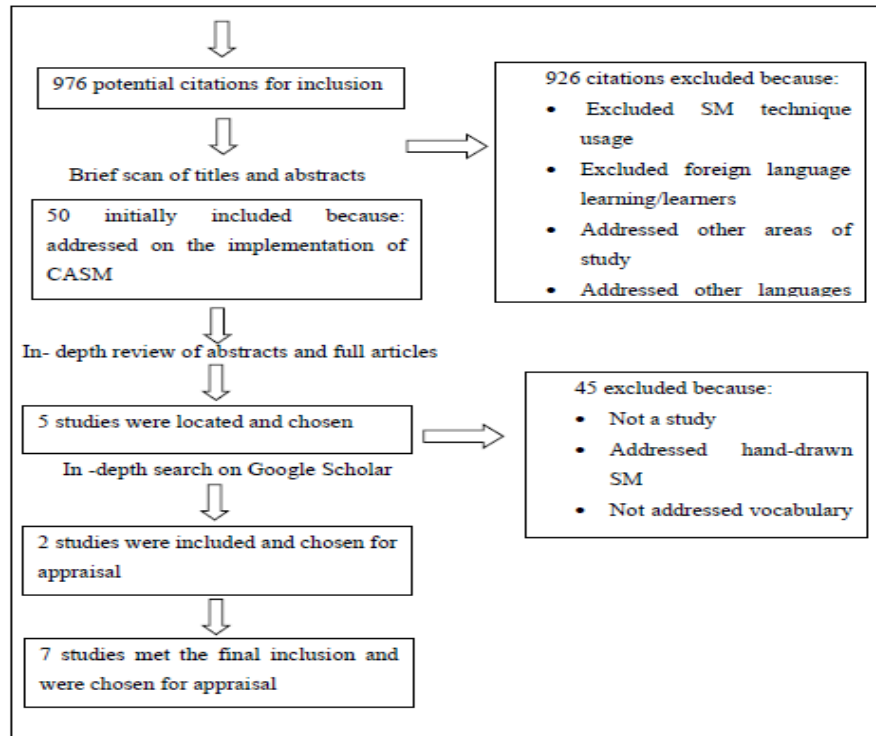 976 potential citations for inclusion
926 citations excluded because:
• Excluded SM technique
usage
• Excluded foreign language
learning/learners
• Addressed other areas of
study
• Addressed other languages
Brief scan of titles and abstracts
50 initially included because:
addressed on the implementation of
CASM
In- depth review of abstracts and full articles
5 studies were located and chosen
45 excluded because:
• Not a study
• Addressed hand-drawn
SM
• Not addressed vocabulary
In -depth search on Google Scholar
2 studies were included and chosen for
appraisal
7 studies met the final inclusion and
were chosen for appraisal